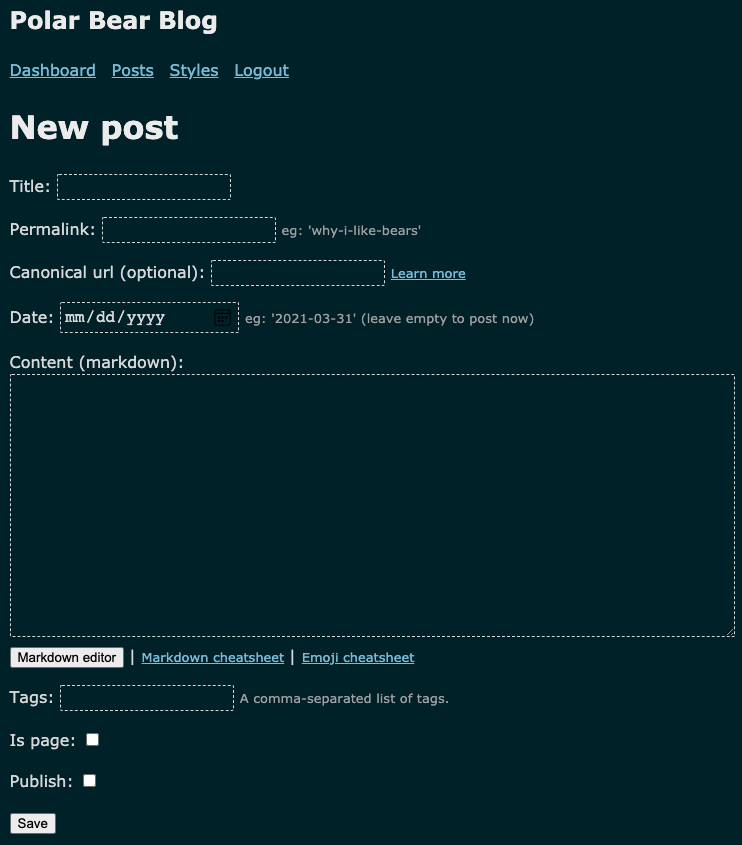 Polar Bear Blog
Dashboard Posts Styles Logout
New post
Title:
Permalink: eg: 'why-i-like-bears'
Canonical url (optional): Learn more
Date: mm/dd/yyyy eg: '2021-03-31' (leave empty to post now)
Content (markdown):
Markdown editor | Markdown cheatsheet | Emoji cheatsheet
Tags: A comma-separated list of tags.
Is page:
Publish:
Save